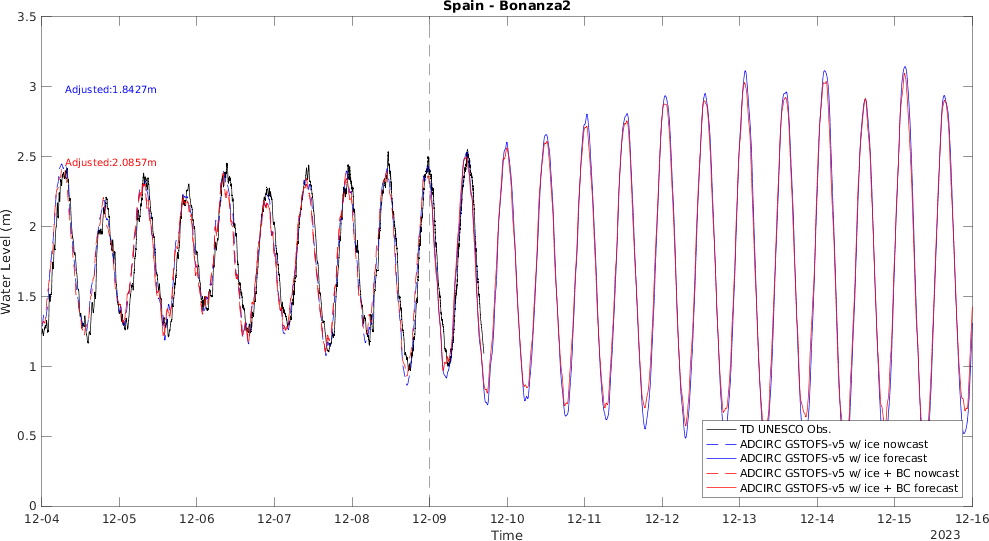 Spain - Bonanza2
3.5
3
2.5
2
1.5
1
0.5
0
Water Level (m)
Adjusted:1.8427m
Adjusted:2.0857m
TD UNESCO Obs.
ADCIRC GSTOFS-v5 w/ ice nowcast
ADCIRC GSTOFS-v5 w/ ice forecast
ADCIRC GSTOFS-v5 w/ ice + BC nowcast
ADCIRC GSTOFS-v5 w/ ice + BC forecast
12-04 12-05 12-06 12-07 12-08 12-09 12-10 12-11 12-12 12-13 12-14 12-15 12-16
Time
2023